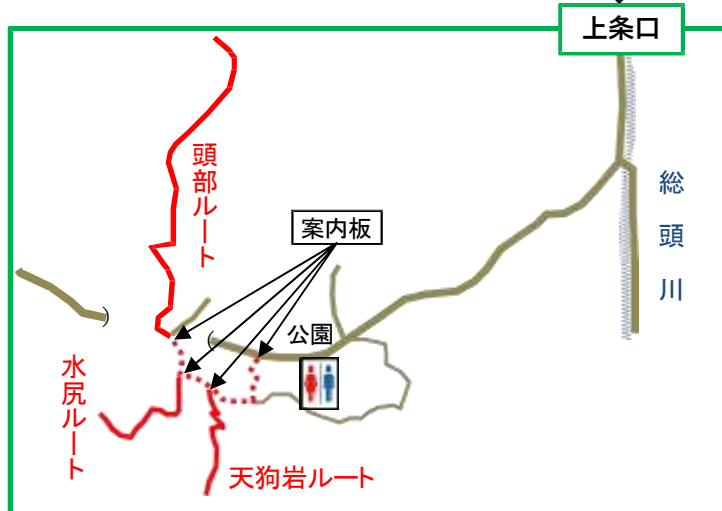 上条口
頭部ルート
案内板
総頭川
公園
水尻ルート
天狗岩ルート